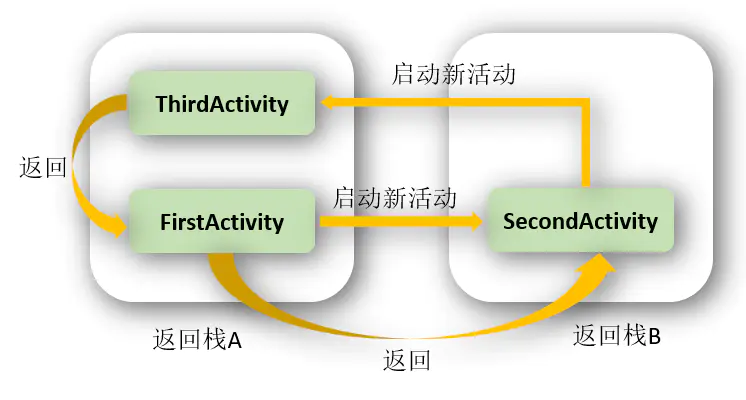 启动新活动
ThirdActivity
返回
启动新活动
FirstActivity
SecondActivity
返回栈A
返回
返回栈B